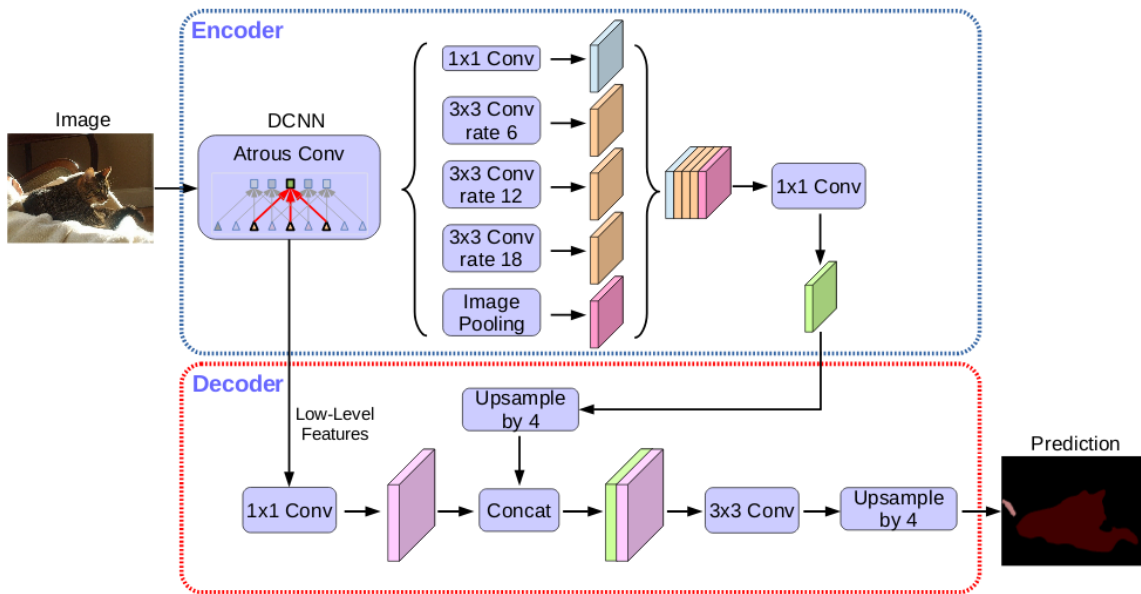 Encoder
Image
DCNN
Atrous Conv
1x1 Conv
3x3 Conv
rate 6
3x3 Conv
rate 12
3x3 Conv
rate 18
Image
Pooling
1x1 Conv
Decoder
Low-Level
Features
Upsample
by 4
1x1 Conv
Concat
3x3 Conv
Upsample
by 4
Prediction